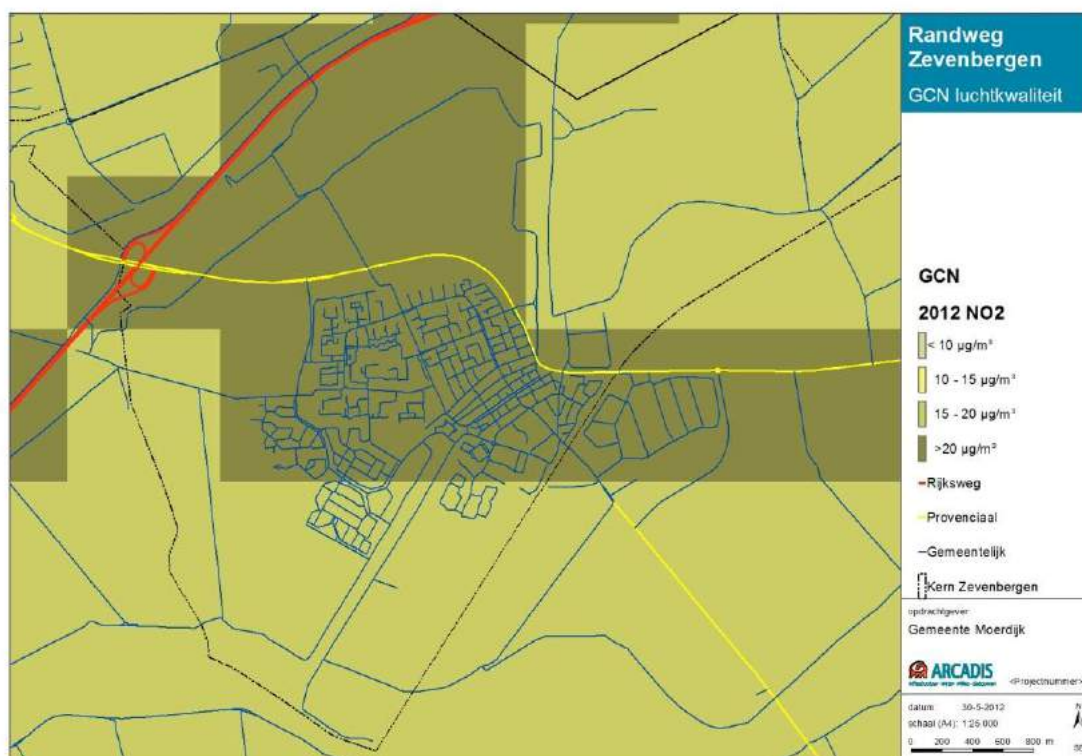 Randweg
Zevenbergen
GCN luchtkwaliteit
GCN
2012 NO2
< 10 µg/m³
10 - 15 µg/m³
15 - 20 µg/m³
>20 µg/m³
Rijksweg
Provenciaal
Gemeentelijk
Kern Zevenbergen
opdrachtgever
Gemeente Moerdijk
ARCADIS
<Projectnummer>
datum: 30-5-2012
schaal (A4): 1:25 000
N
0 200 400 600 800 m